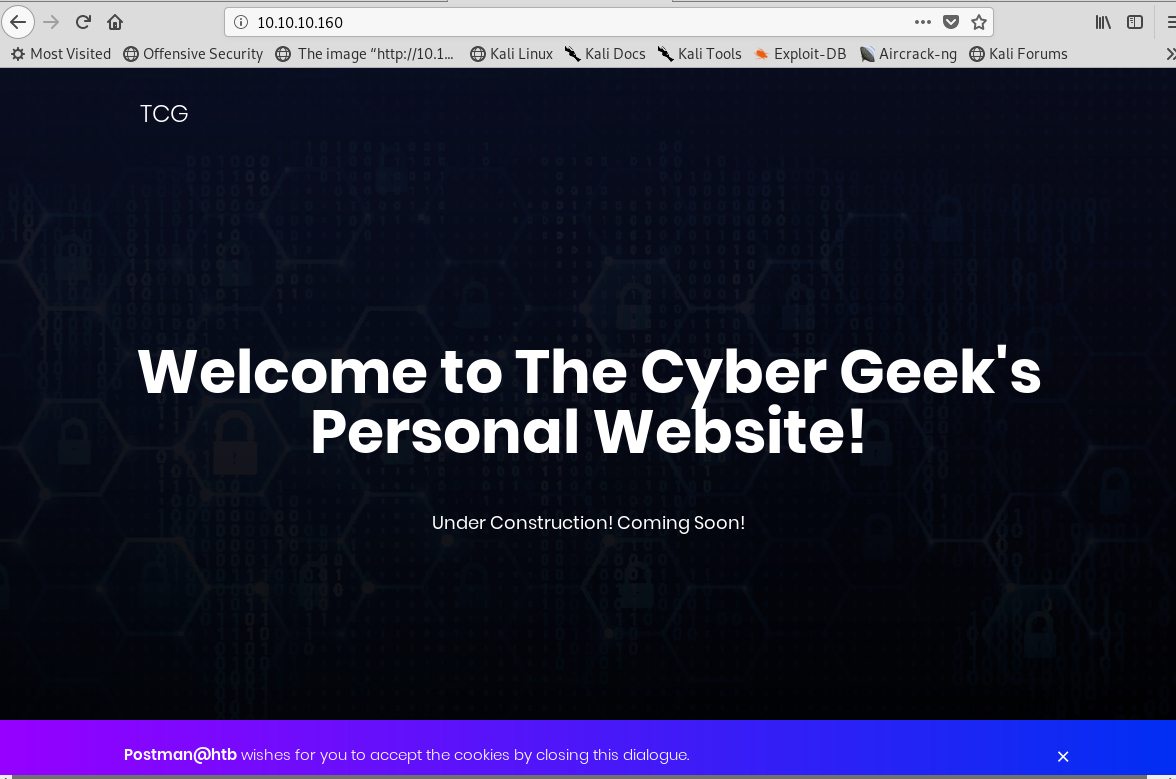 10.10.10.160
Most Visited Offensive Security The image “http://10.1... Kali Linux Kali Docs Kali Tools Exploit-DB Aircrack-ng Kali Forums
TCG
Welcome to The Cyber Geek's
Personal Website!
Under Construction! Coming Soon!
Postman@htb wishes for you to accept the cookies by closing this dialogue.